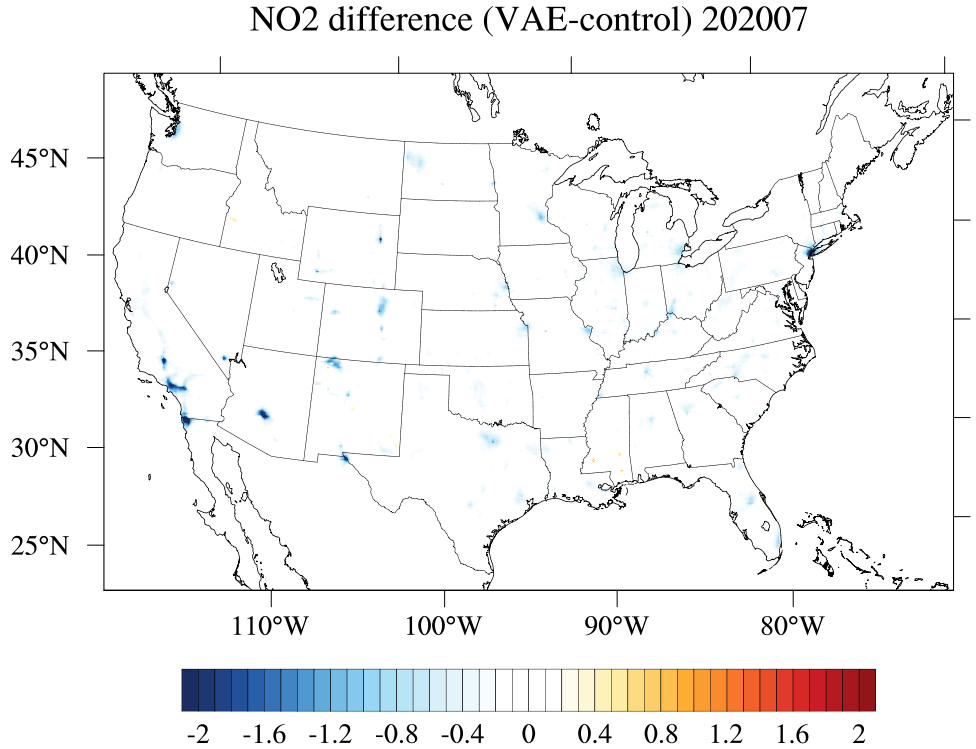 NO2 difference (VAE-control) 202007
45°N
40°N
35°N
30°N
25°N
110°W 100°W 90°W 80°W
-2 -1.6 -1.2 -0.8 -0.4 0 0.4 0.8 1.2 1.6 2